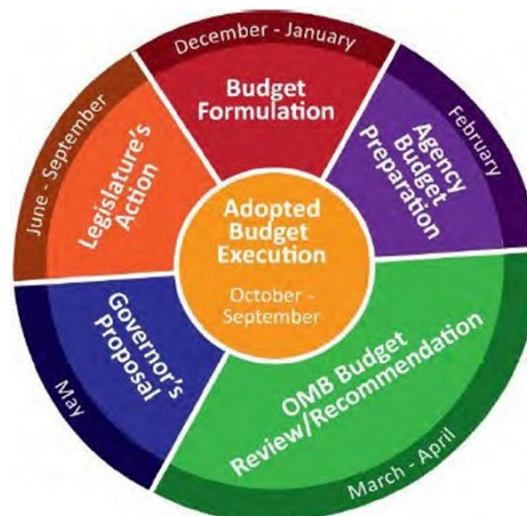 December - January
Budget
Formulation
February
Agency
Budget
Preparation
March - April
OMB Budget
Review/Recommendation
May
Governor's
Proposal
June - September
Legislature's
Action
Adopted
Budget
Execution
October -
September